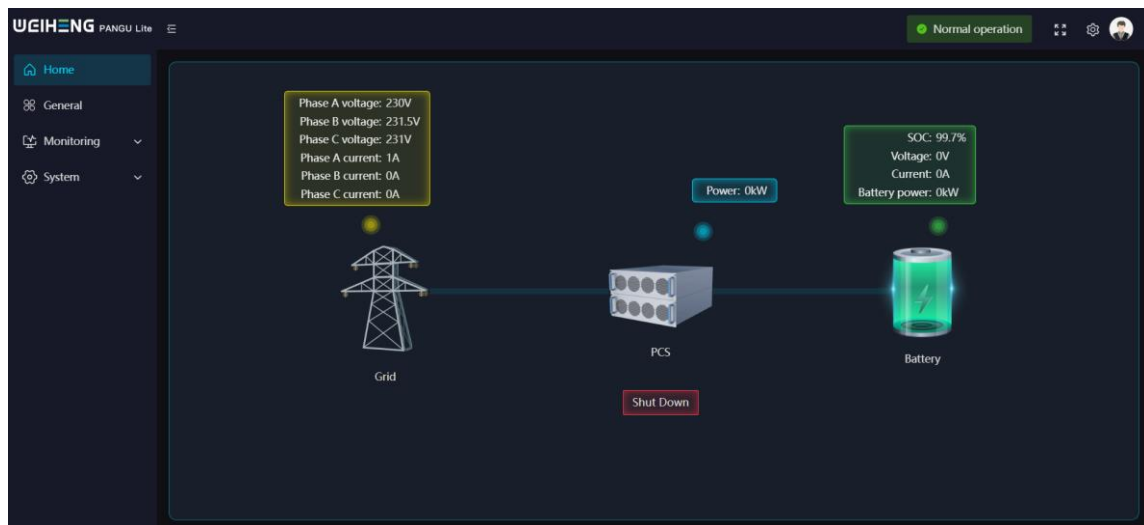 WEIHENG PANGU Lite
Normal operation
Home
General
Monitoring
System
Phase A voltage: 230V
Phase B voltage: 231.5V
Phase C voltage: 231V
Phase A current: 1A
Phase B current: 0A
Phase C current: 0A
Power: 0kW
SOC: 99.7%
Voltage: 0V
Current: 0A
Battery power: 0kW
Grid
PCS
Battery
Shut Down